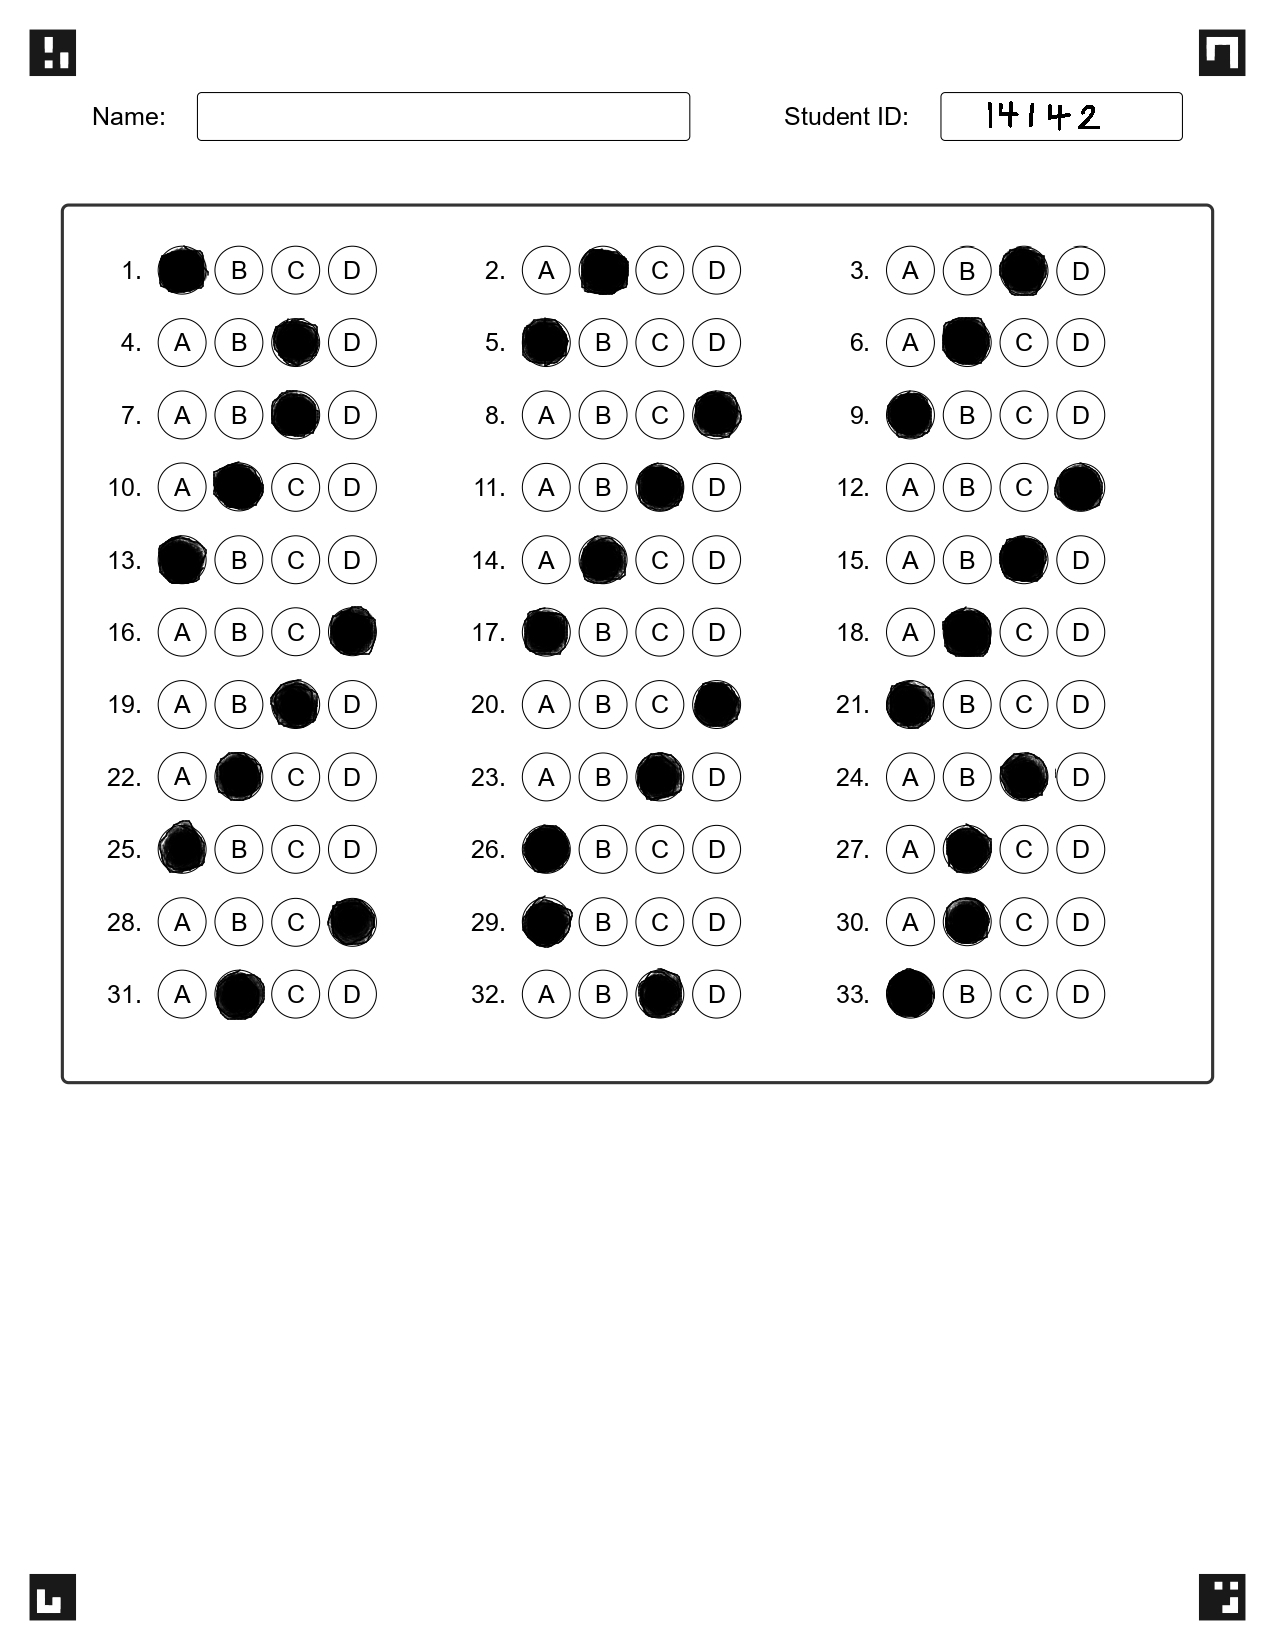 Name: Student ID: 14142
1. B C D 2. A C D 3. A B D
4. A B D 5. B C D 6. A C D
7. A B D 8. A B C 9. B C D
10. A C D 11. A B D 12. A B C
13. B C D 14. A C D 15. A B D
16. A B C 17. B C D 18. A C D
19. A B D 20. A B C 21. B C D
22. A C D 23. A B D 24. A B D
25. B C D 26. B C D 27. A C D
28. A B C 29. B C D 30. A C D
31. A C D 32. A B D 33. B C D